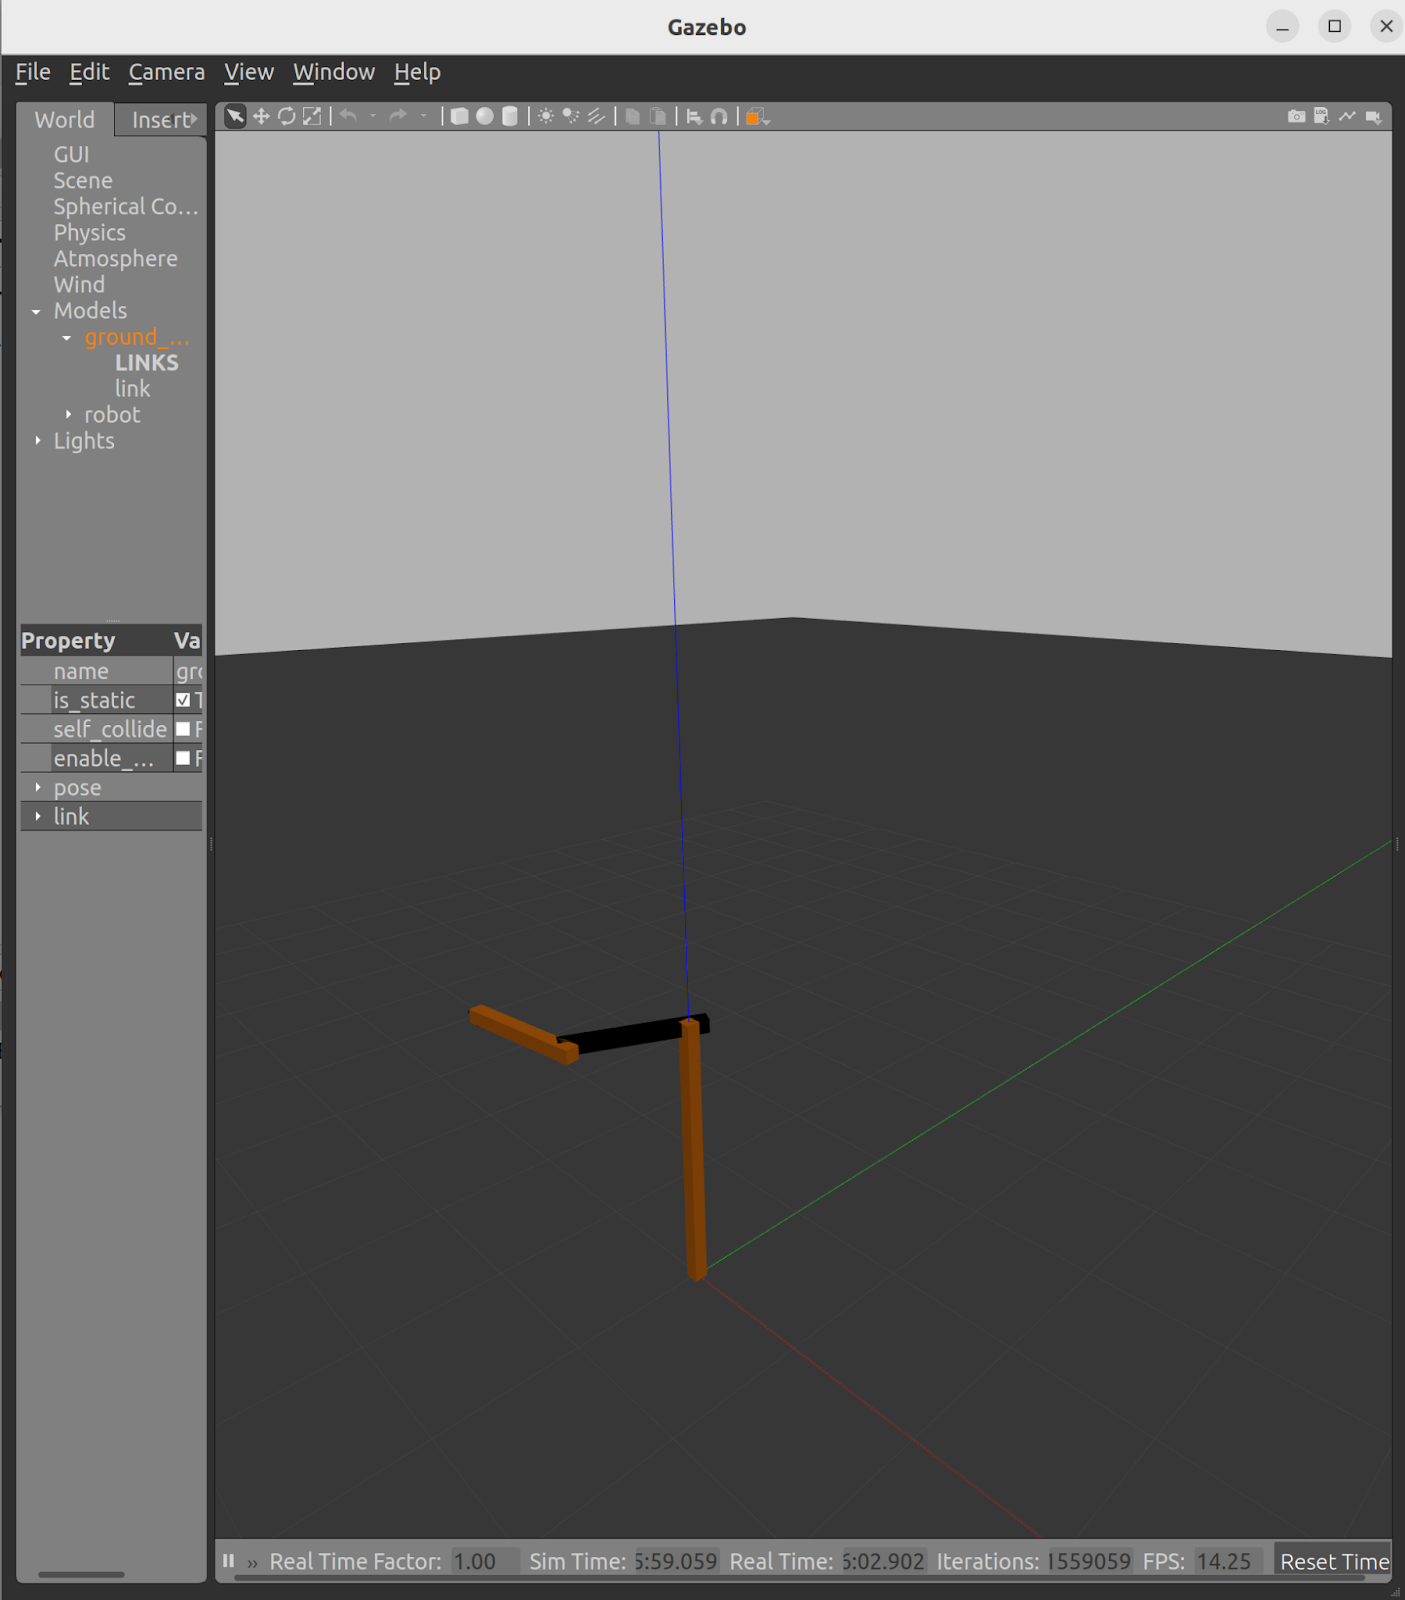 Gazebo
File Edit Camera View Window Help
World Insert
GUI
Scene
Spherical Co...
Physics
Atmosphere
Wind
Models
ground_...
LINKS
link
robot
Lights
Property Va
name gro
is_static T
self_collide F
enable_... F
pose
link
Real Time Factor: 1.00 Sim Time: 5:59.059 Real Time: 6:02.902 Iterations: 1559059 FPS: 14.25 Reset Time